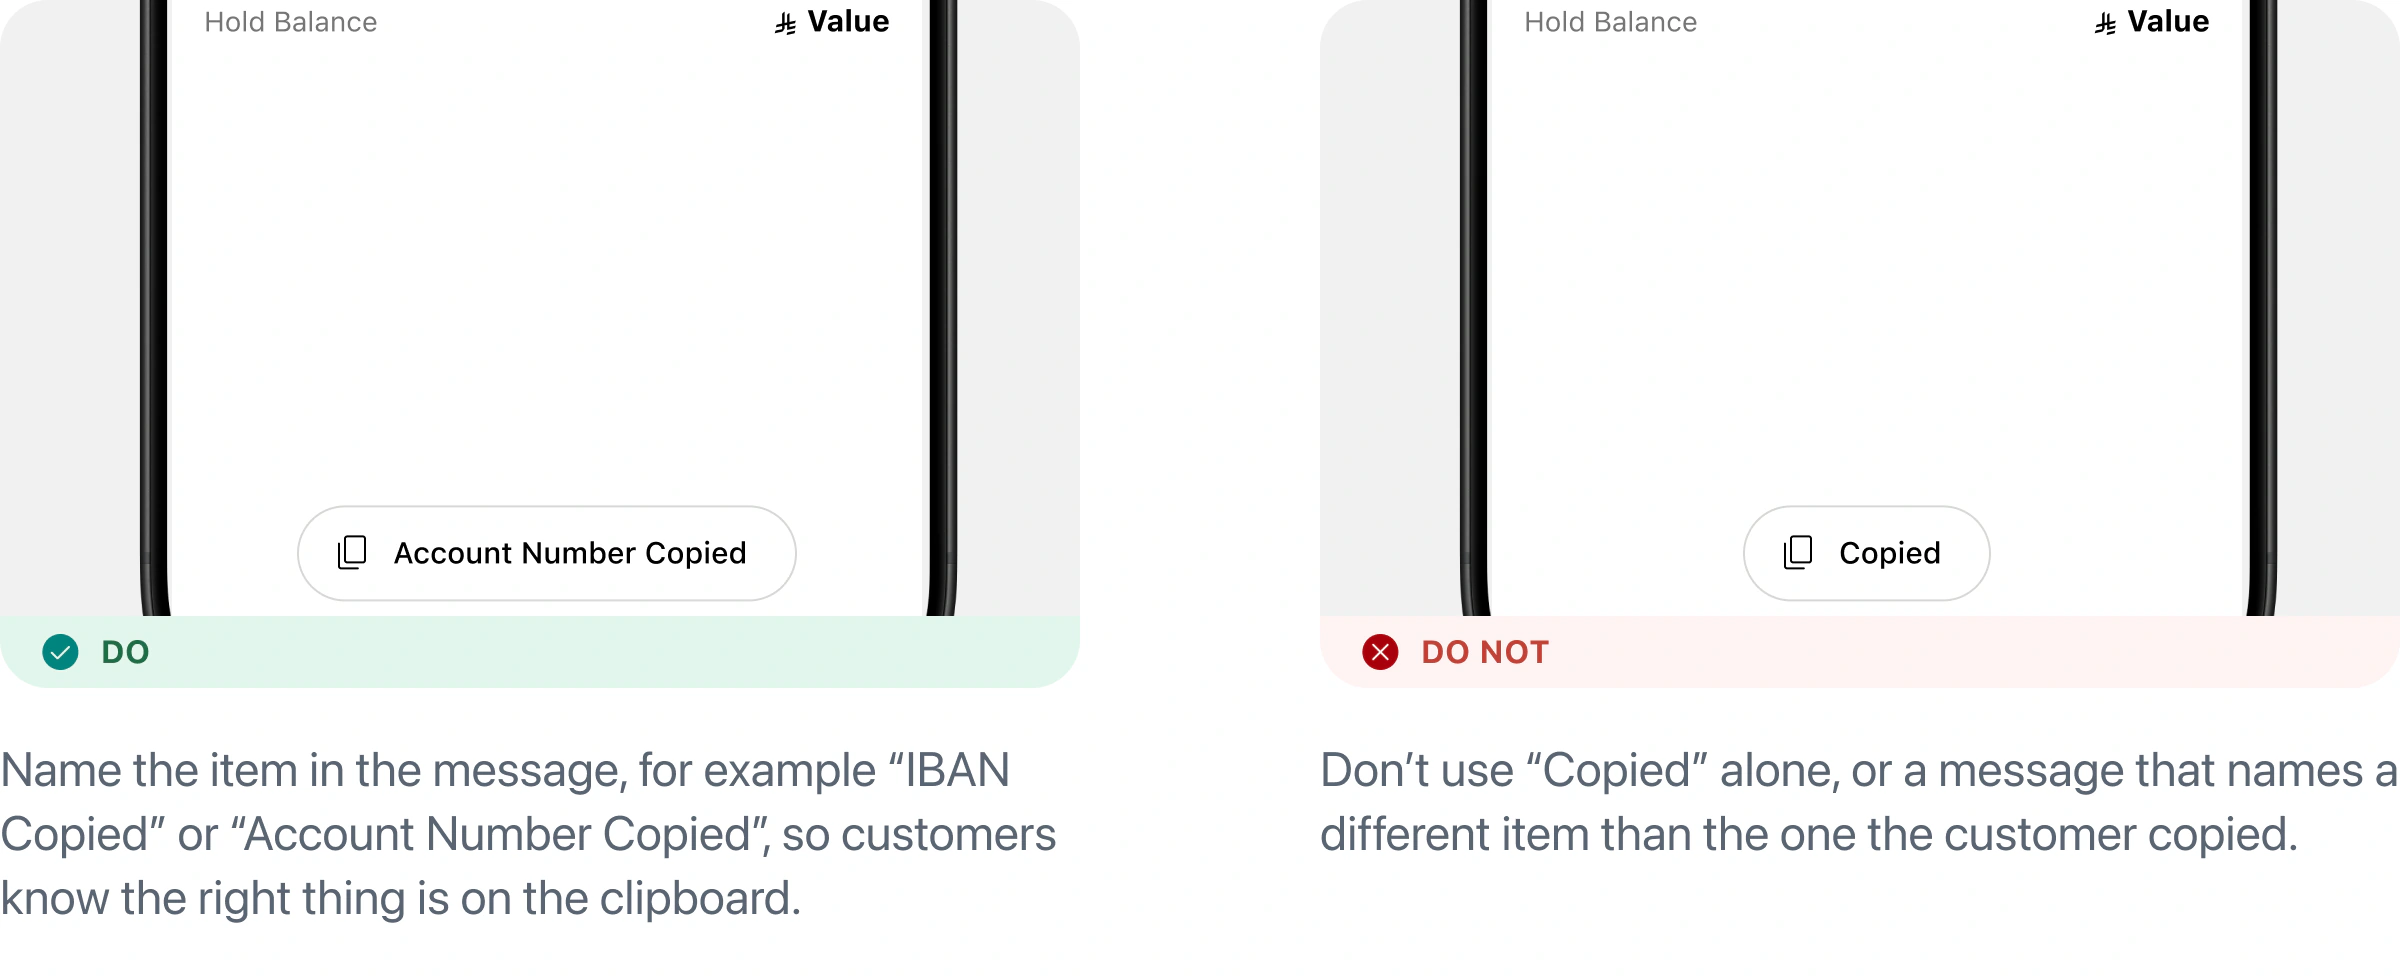 Hold Balance
Value
Account Number Copied
DO
Name the item in the message, for example “IBAN
Copied” or “Account Number Copied”, so customers
know the right thing is on the clipboard.
Hold Balance
Value
Copied
DO NOT
Don’t use “Copied” alone, or a message that names a
different item than the one the customer copied.